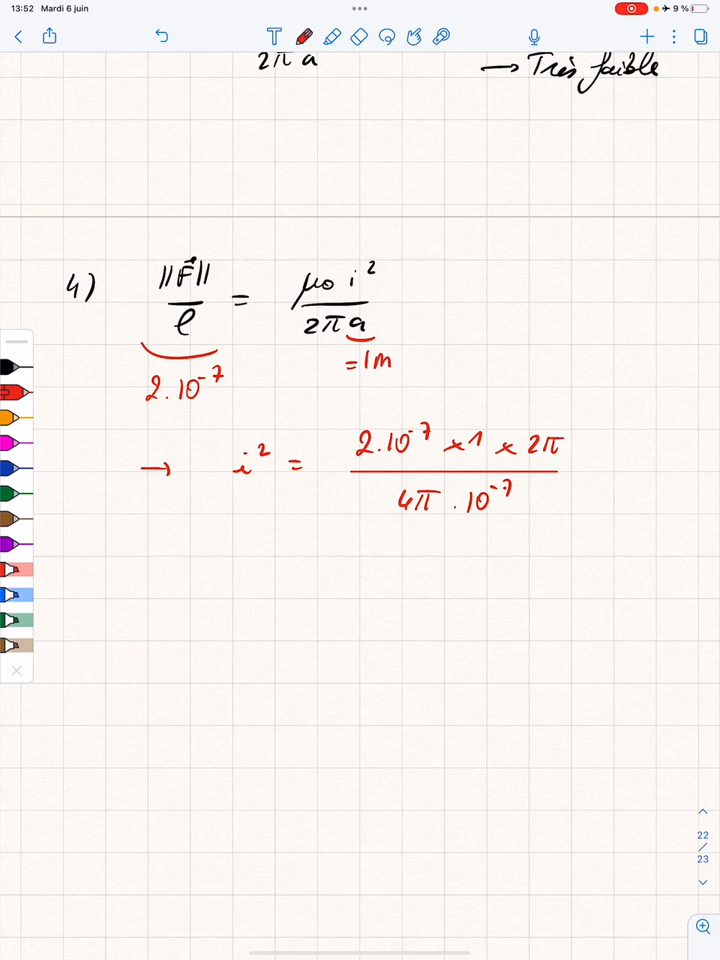 13:52 Mardi 6 juin
9 %
2π a
→ Très faible
4) ||F⃗|| / ℓ = μ0 i² / 2π a
2.10⁻⁷
= 1m
→ i² = 2.10⁻⁷ × 1 × 2π / 4π . 10⁻⁷
22
/
23